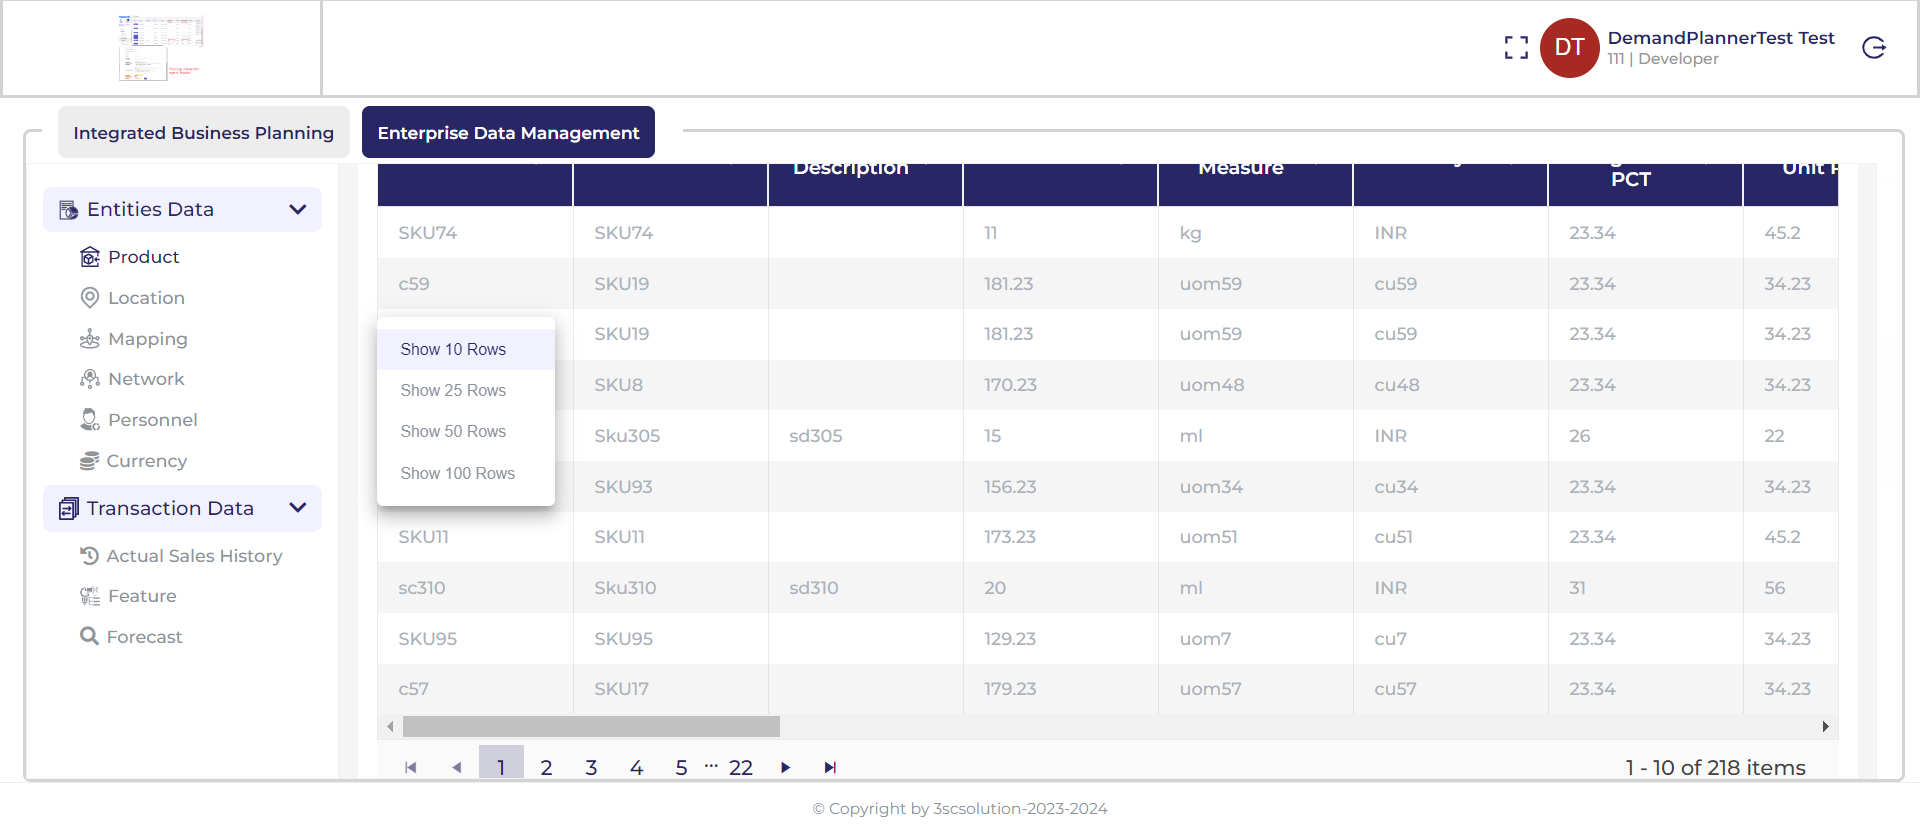 DT
DemandPlannerTest Test
111 | Developer
Integrated Business Planning
Enterprise Data Management
Entities Data
Product
Location
Mapping
Network
Personnel
Currency
Transaction Data
Actual Sales History
Feature
Forecast
Description Measure PCT Unit
SKU74 SKU74 11 kg INR 23.34 45.2
c59 SKU19 181.23 uom59 cu59 23.34 34.23
SKU19 181.23 uom59 cu59 23.34 34.23
SKU8 170.23 uom48 cu48 23.34 34.23
Sku305 sd305 15 ml INR 26 22
SKU93 156.23 uom34 cu34 23.34 34.23
SKU11 SKU11 173.23 uom51 cu51 23.34 45.2
sc310 Sku310 sd310 20 ml INR 31 56
SKU95 SKU95 129.23 uom7 cu7 23.34 34.23
c57 SKU17 179.23 uom57 cu57 23.34 34.23
Show 10 Rows
Show 25 Rows
Show 50 Rows
Show 100 Rows
1 2 3 4 5 ... 22
1 - 10 of 218 items
© Copyright by 3scsolution-2023-2024